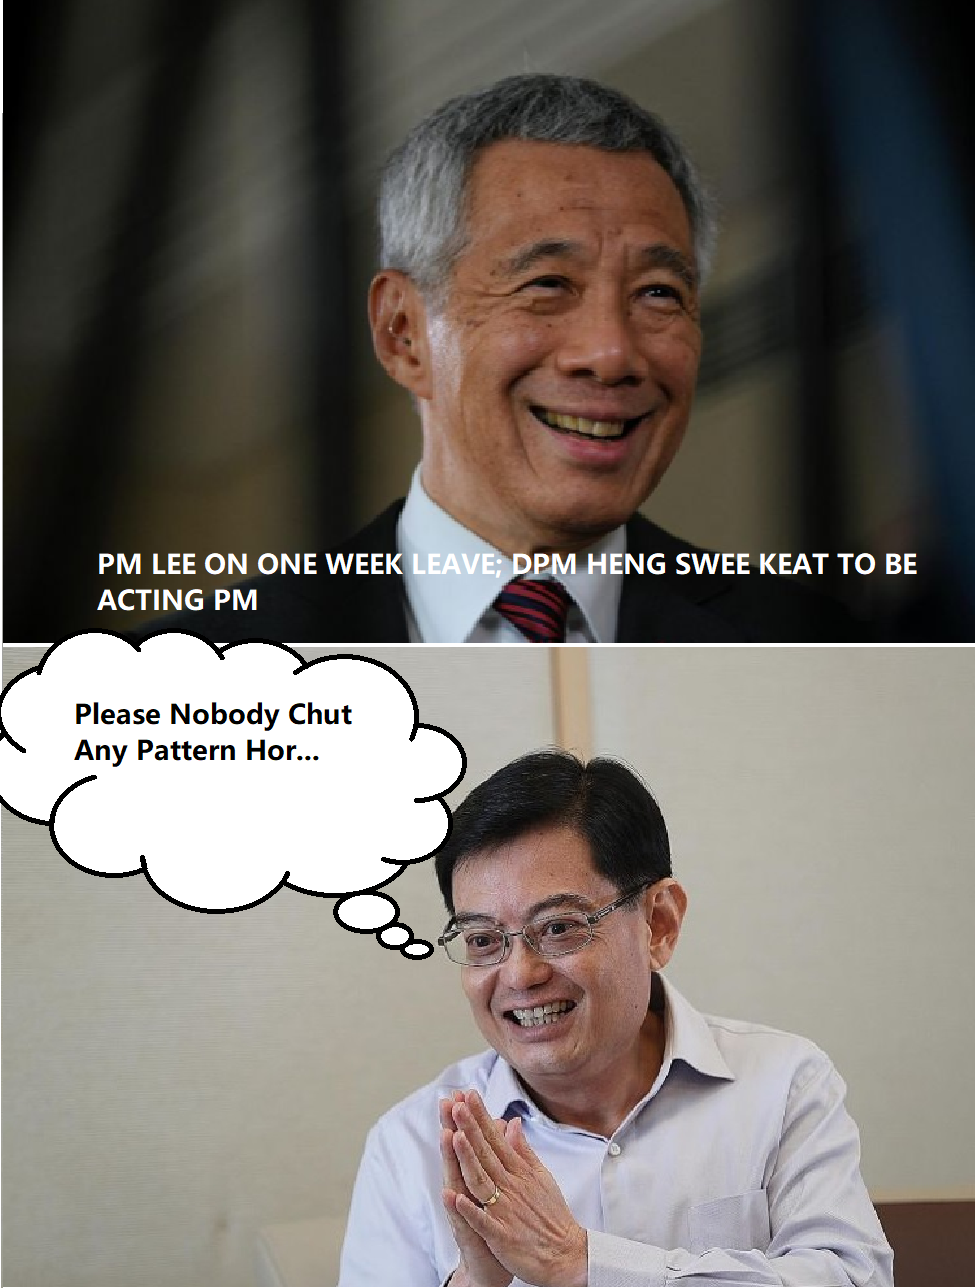 PM LEE ON ONE WEEK LEAVE; DPM HENG SWEE KEAT TO BE
ACTING PM
Please Nobody Chut
Any Pattern Hor...